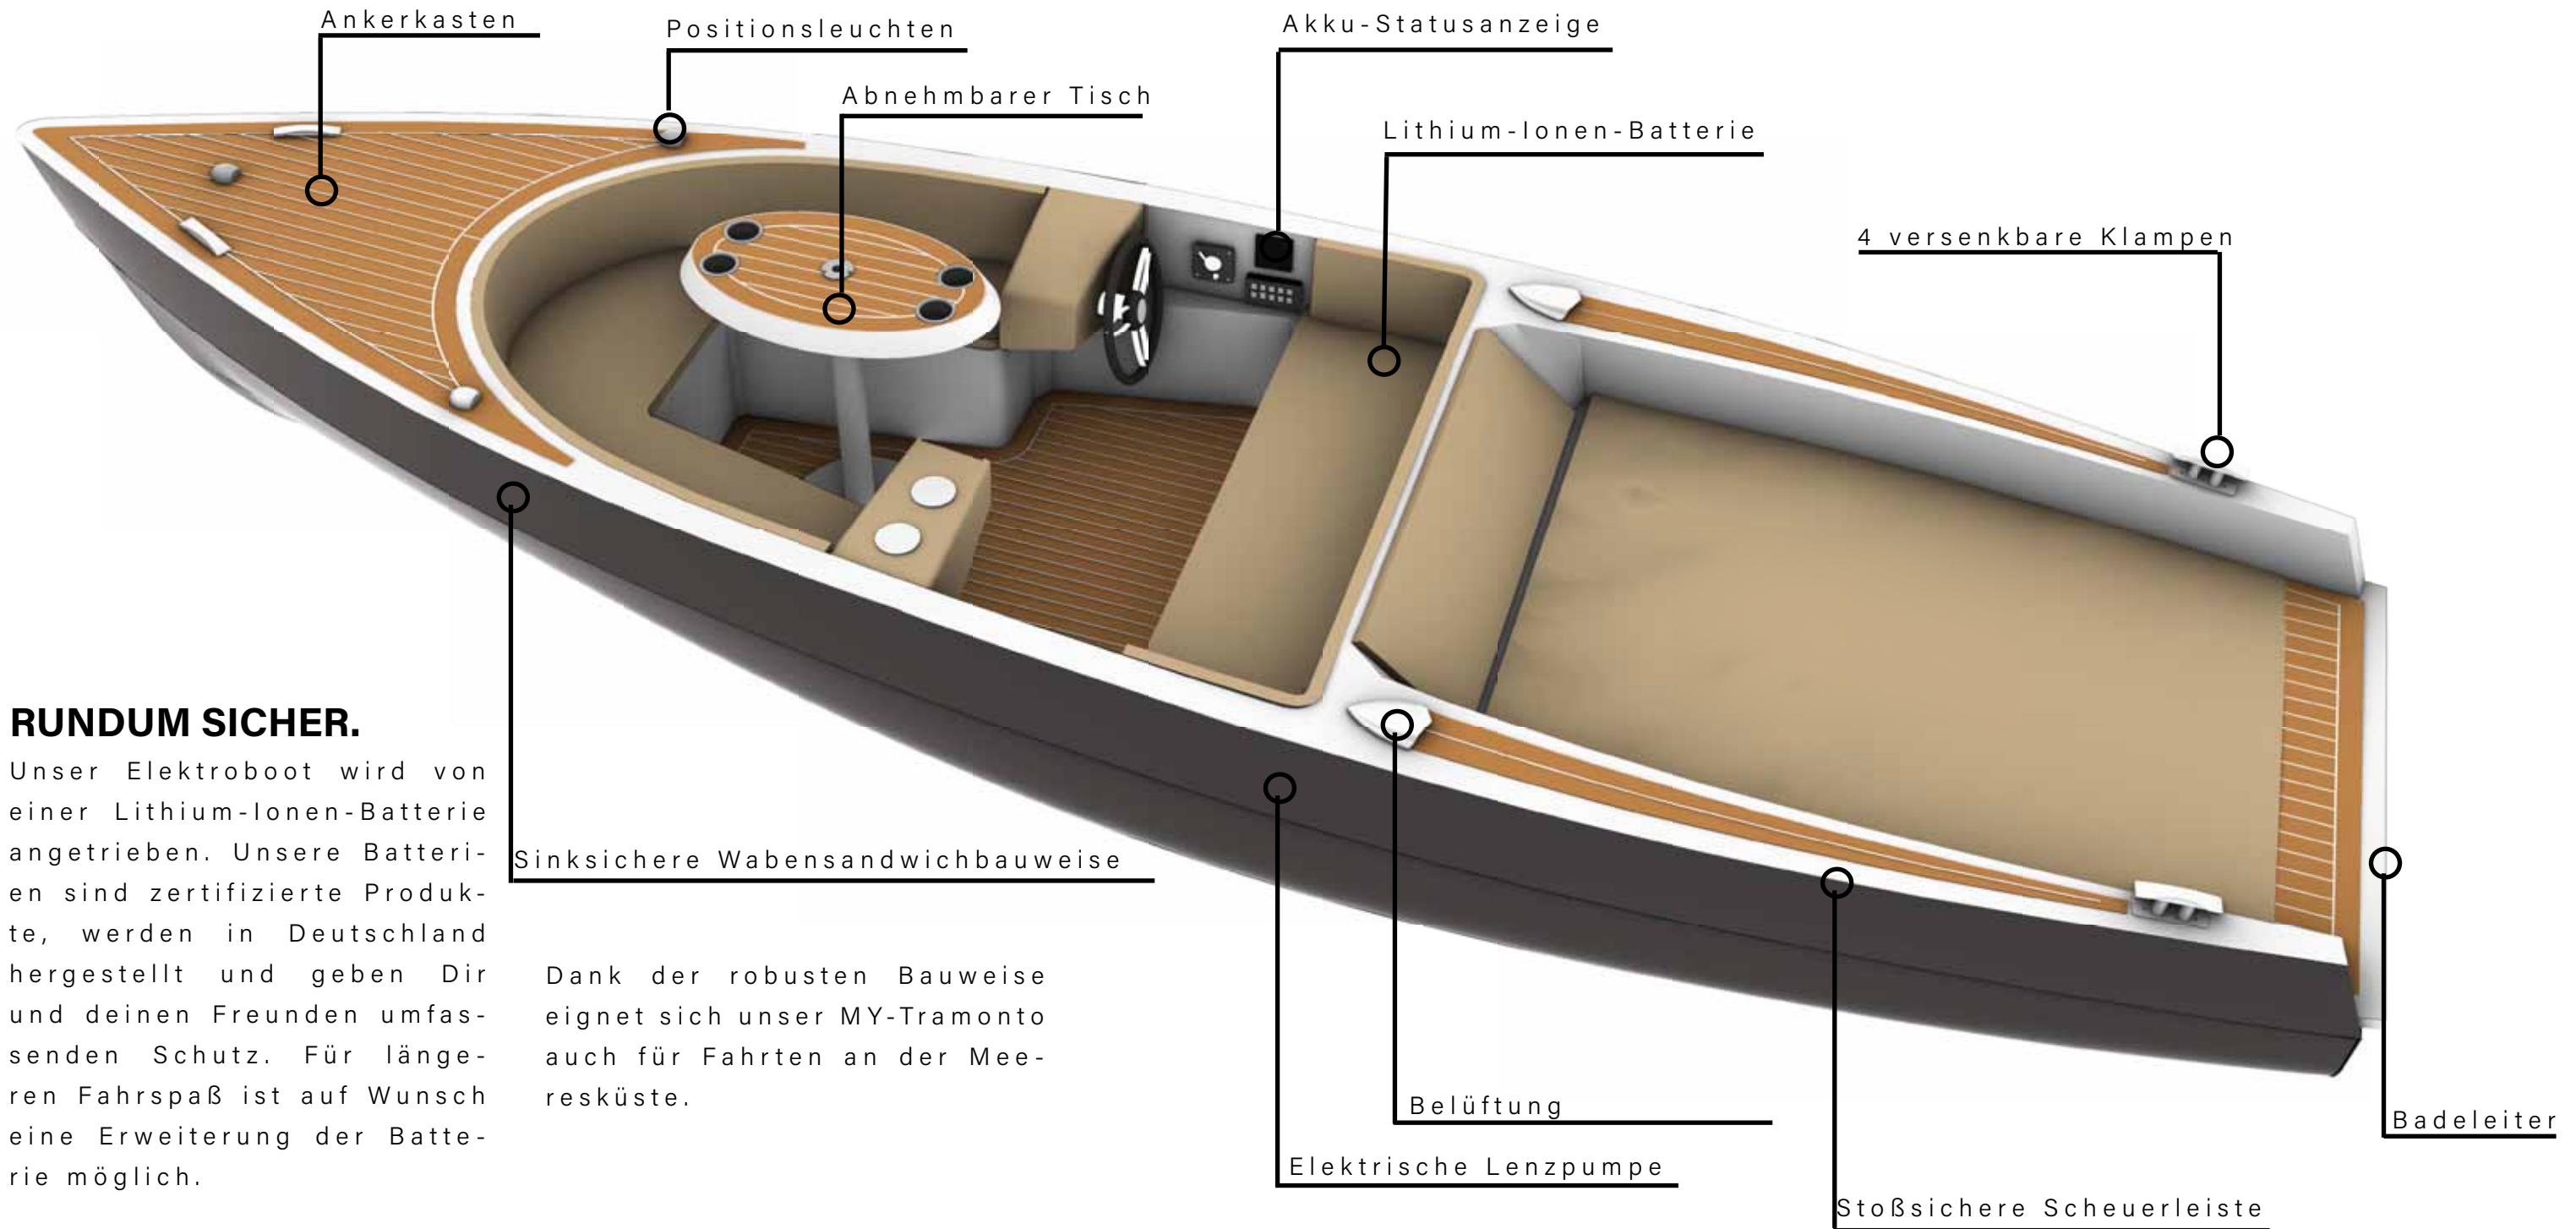 Ankerkasten
Positionsleuchten
Akku-Statusanzeige
Abnehmbarer Tisch
Lithium-Ionen-Batterie
4 versenkbare Klampen
RUNDUM SICHER.
Unser Elektroboot wird von
einer Lithium-Ionen-Batterie
angetrieben. Unsere Batteri-
en sind zertifizierte Produk-
te, werden in Deutschland
hergestellt und geben Dir
und deinen Freunden umfas-
senden Schutz. Für länge-
ren Fahrspaß ist auf Wunsch
eine Erweiterung der Batte-
rie möglich.
Sinksichere Wabensandwichbauweise
Dank der robusten Bauweise
eignet sich unser MY-Tramonto
auch für Fahrten an der Mee-
resküste.
Belüftung
Badeleiter
Elektrische Lenzpumpe
Stoßsichere Scheuerleiste